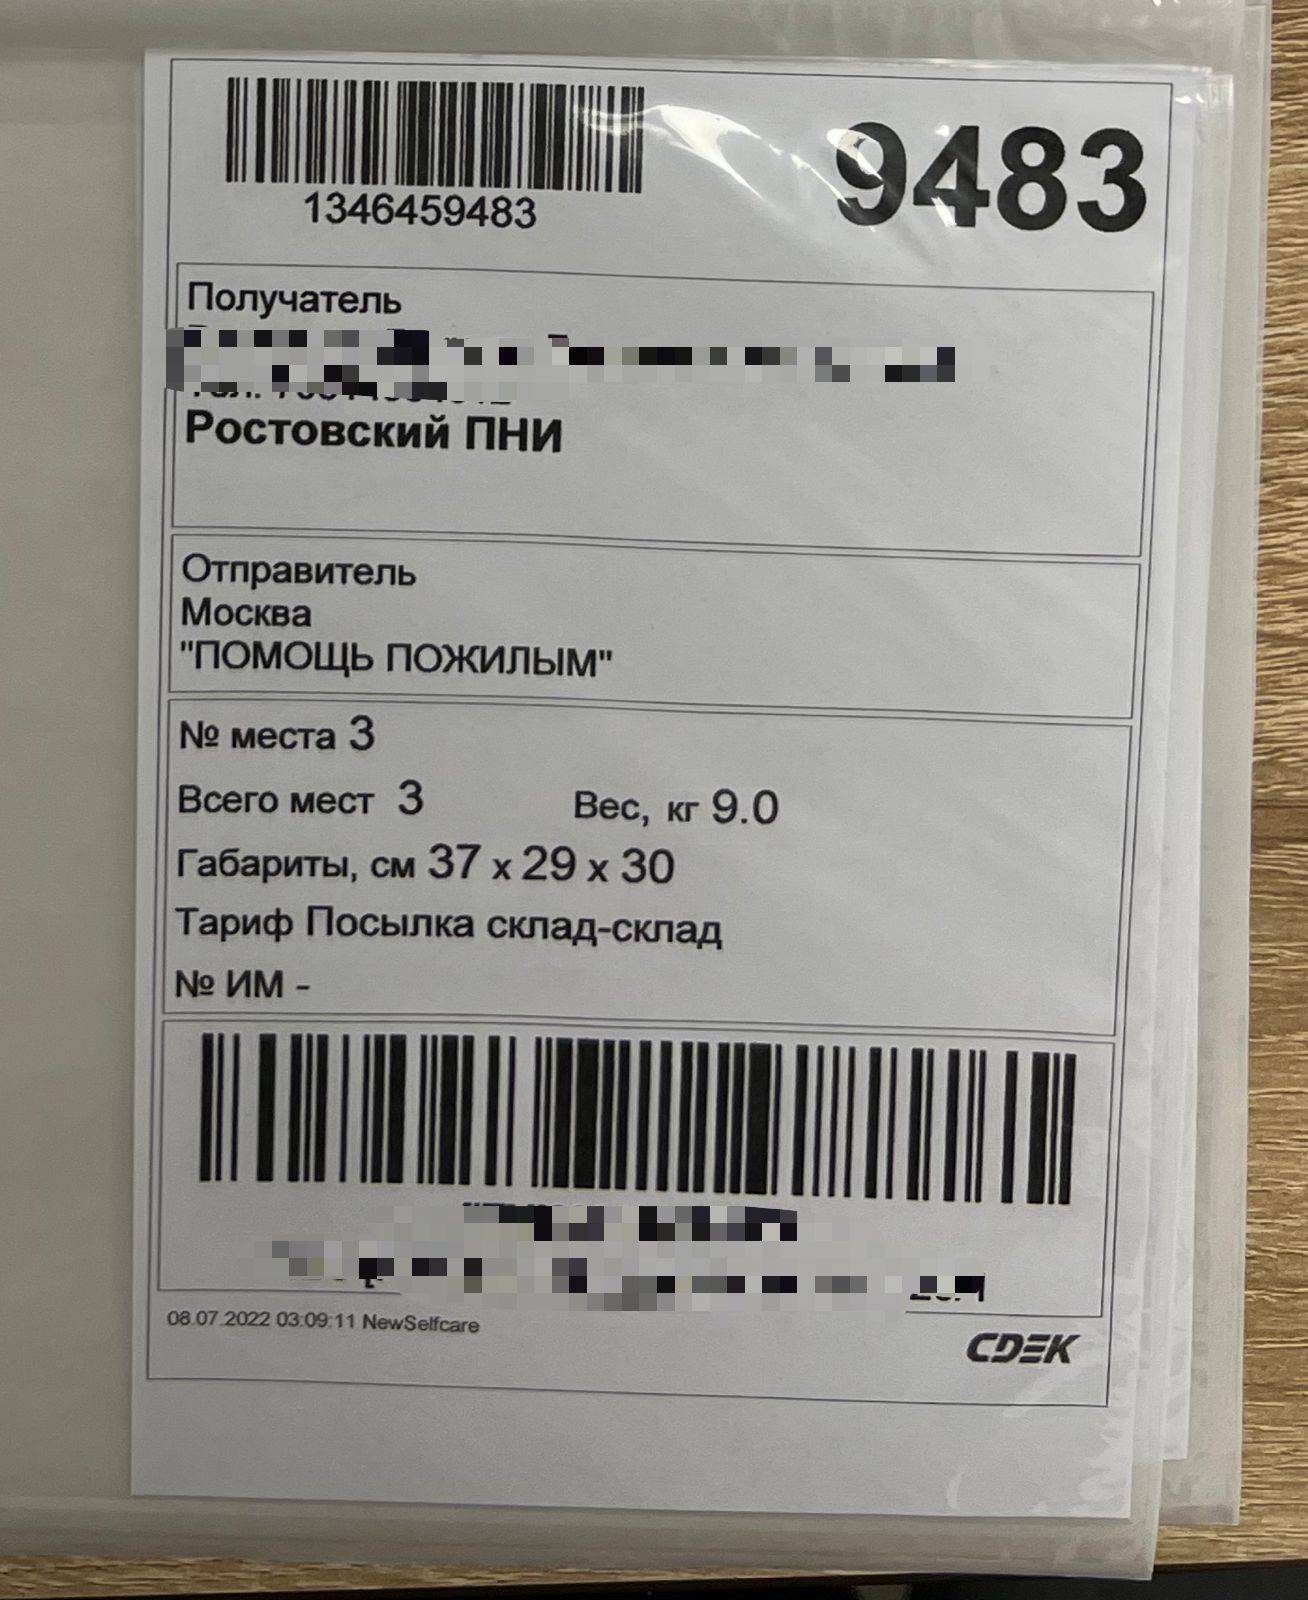 1346459483
9483
Получатель
Ростовский ПНИ
Отправитель
Москва
"ПОМОЩЬ ПОЖИЛЫМ"
№ места 3
Всего мест 3 Вес, кг 9.0
Габариты, см 37 x 29 x 30
Тариф Посылка склад-склад
№ ИМ -
08.07.2022 03:09:11 NewSelfcare
CDEK